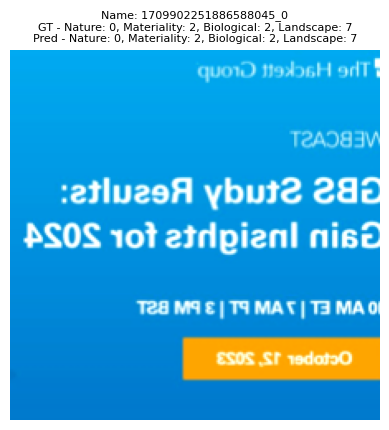 Name: 1709902251886588045_0
GT - Nature: 0, Materiality: 2, Biological: 2, Landscape: 7
Pred - Nature: 0, Materiality: 2, Biological: 2, Landscape: 7
The Hackett Group
WEBCAST
GBS Study Results:
Gain Insights for 2024
AM ET | 7 AM PT | 3 PM BST
October 12, 2023